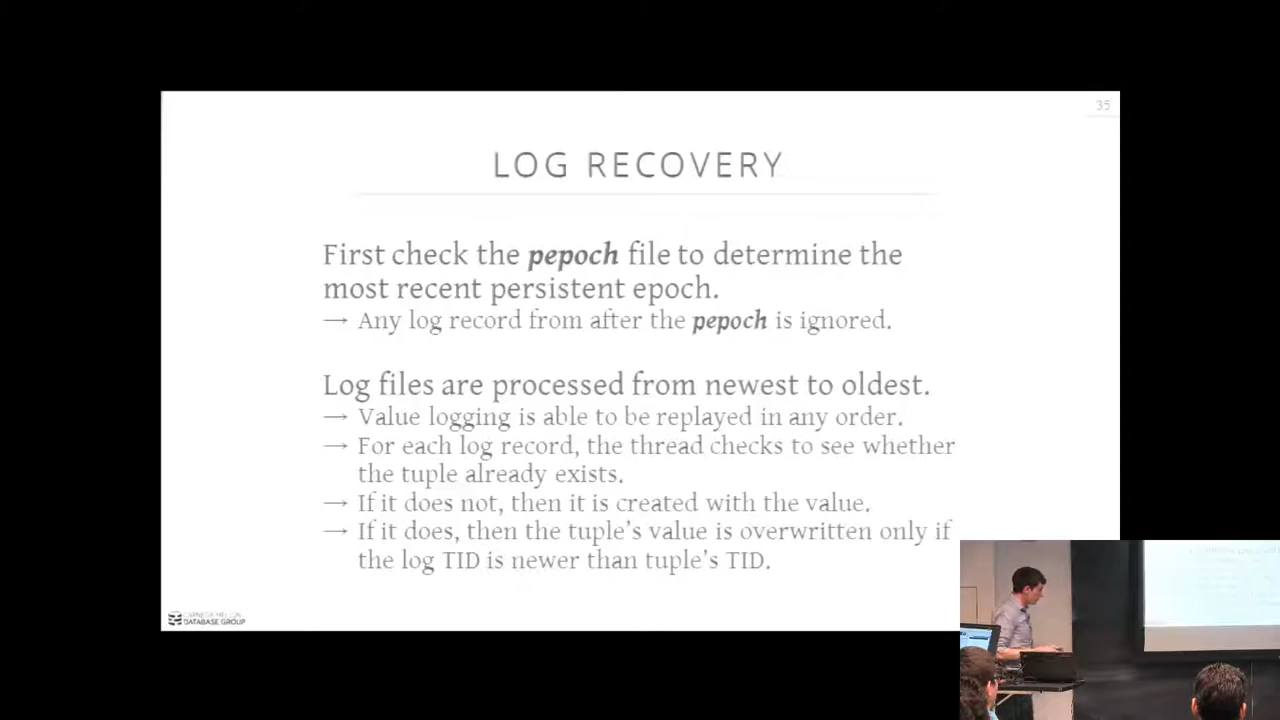 35
LOG RECOVERY
First check the pepoch file to determine the
most recent persistent epoch.
→ Any log record from after the pepoch is ignored.
Log files are processed from newest to oldest.
→ Value logging is able to be replayed in any order.
→ For each log record, the thread checks to see whether
the tuple already exists.
→ If it does not, then it is created with the value.
→ If it does, then the tuple's value is overwritten only if
the log TID is newer than tuple's TID.
CARNEGIE MELLON
DATABASE GROUP